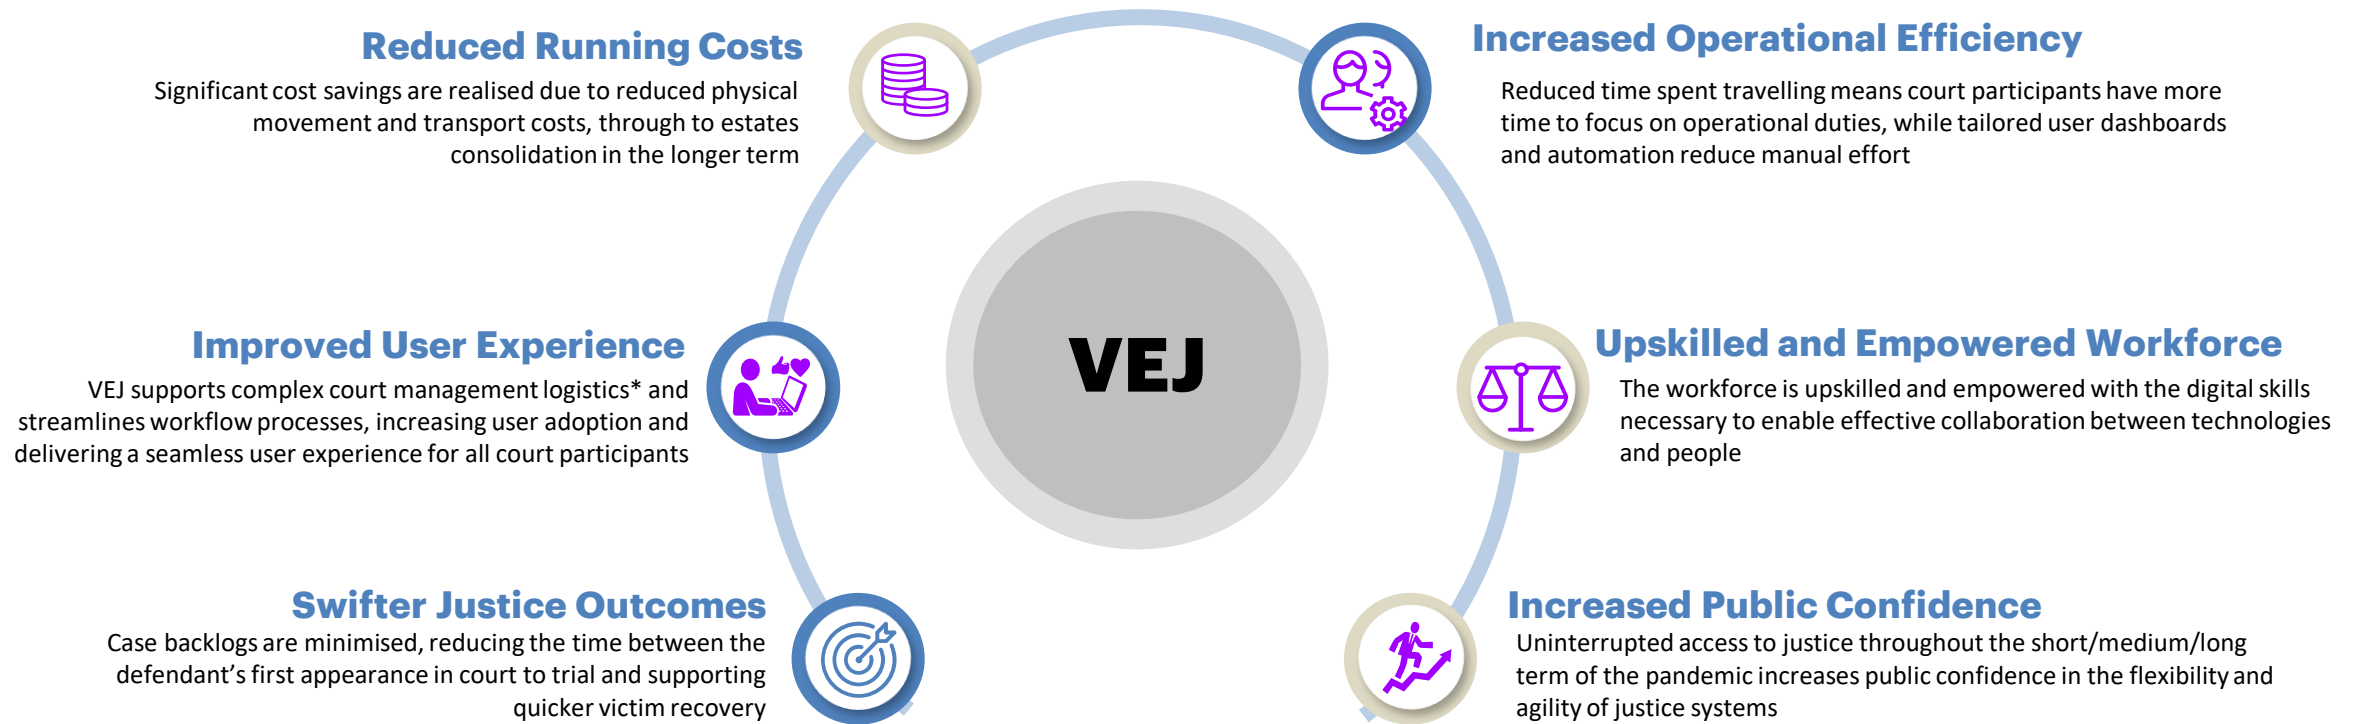 Reduced Running Costs
Significant cost savings are realised due to reduced physical
movement and transport costs, through to estates
consolidation in the longer term
Increased Operational Efficiency
Reduced time spent travelling means court participants have more
time to focus on operational duties, while tailored user dashboards
and automation reduce manual effort
VEJ
Improved User Experience
VEJ supports complex court management logistics* and
streamlines workflow processes, increasing user adoption and
delivering a seamless user experience for all court participants
Upskilled and Empowered Workforce
The workforce is upskilled and empowered with the digital skills
necessary to enable effective collaboration between technologies
and people
Swifter Justice Outcomes
Case backlogs are minimised, reducing the time between the
defendant’s first appearance in court to trial and supporting
quicker victim recovery
Increased Public Confidence
Uninterrupted access to justice throughout the short/medium/long
term of the pandemic increases public confidence in the flexibility and
agility of justice systems